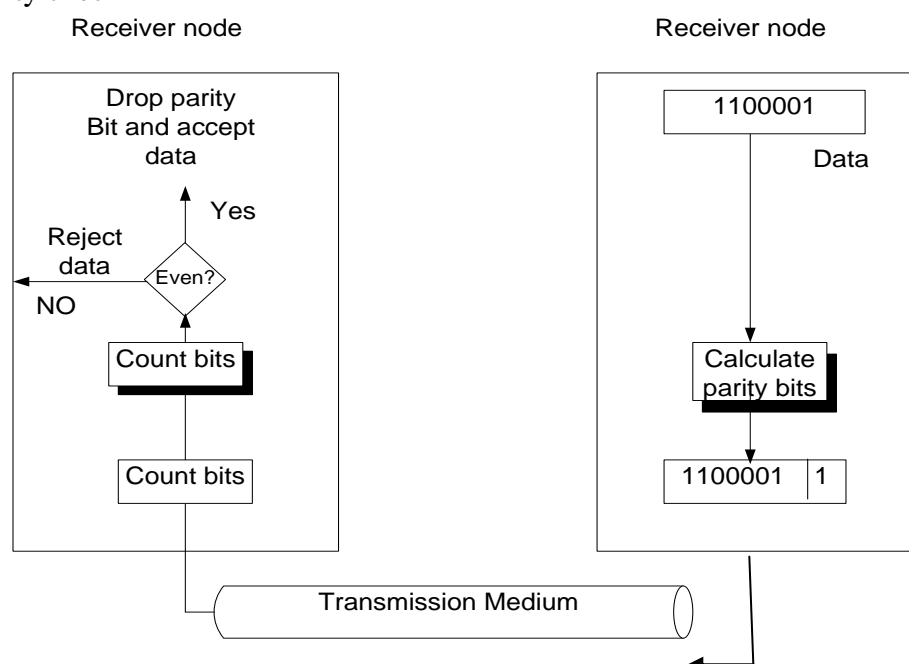 Receiver node
Drop parity
Bit and accept
data
Yes
Reject
data
Even?
NO
Count bits
Count bits
Receiver node
1100001
Data
Calculate
parity bits
1100001 1
Transmission Medium